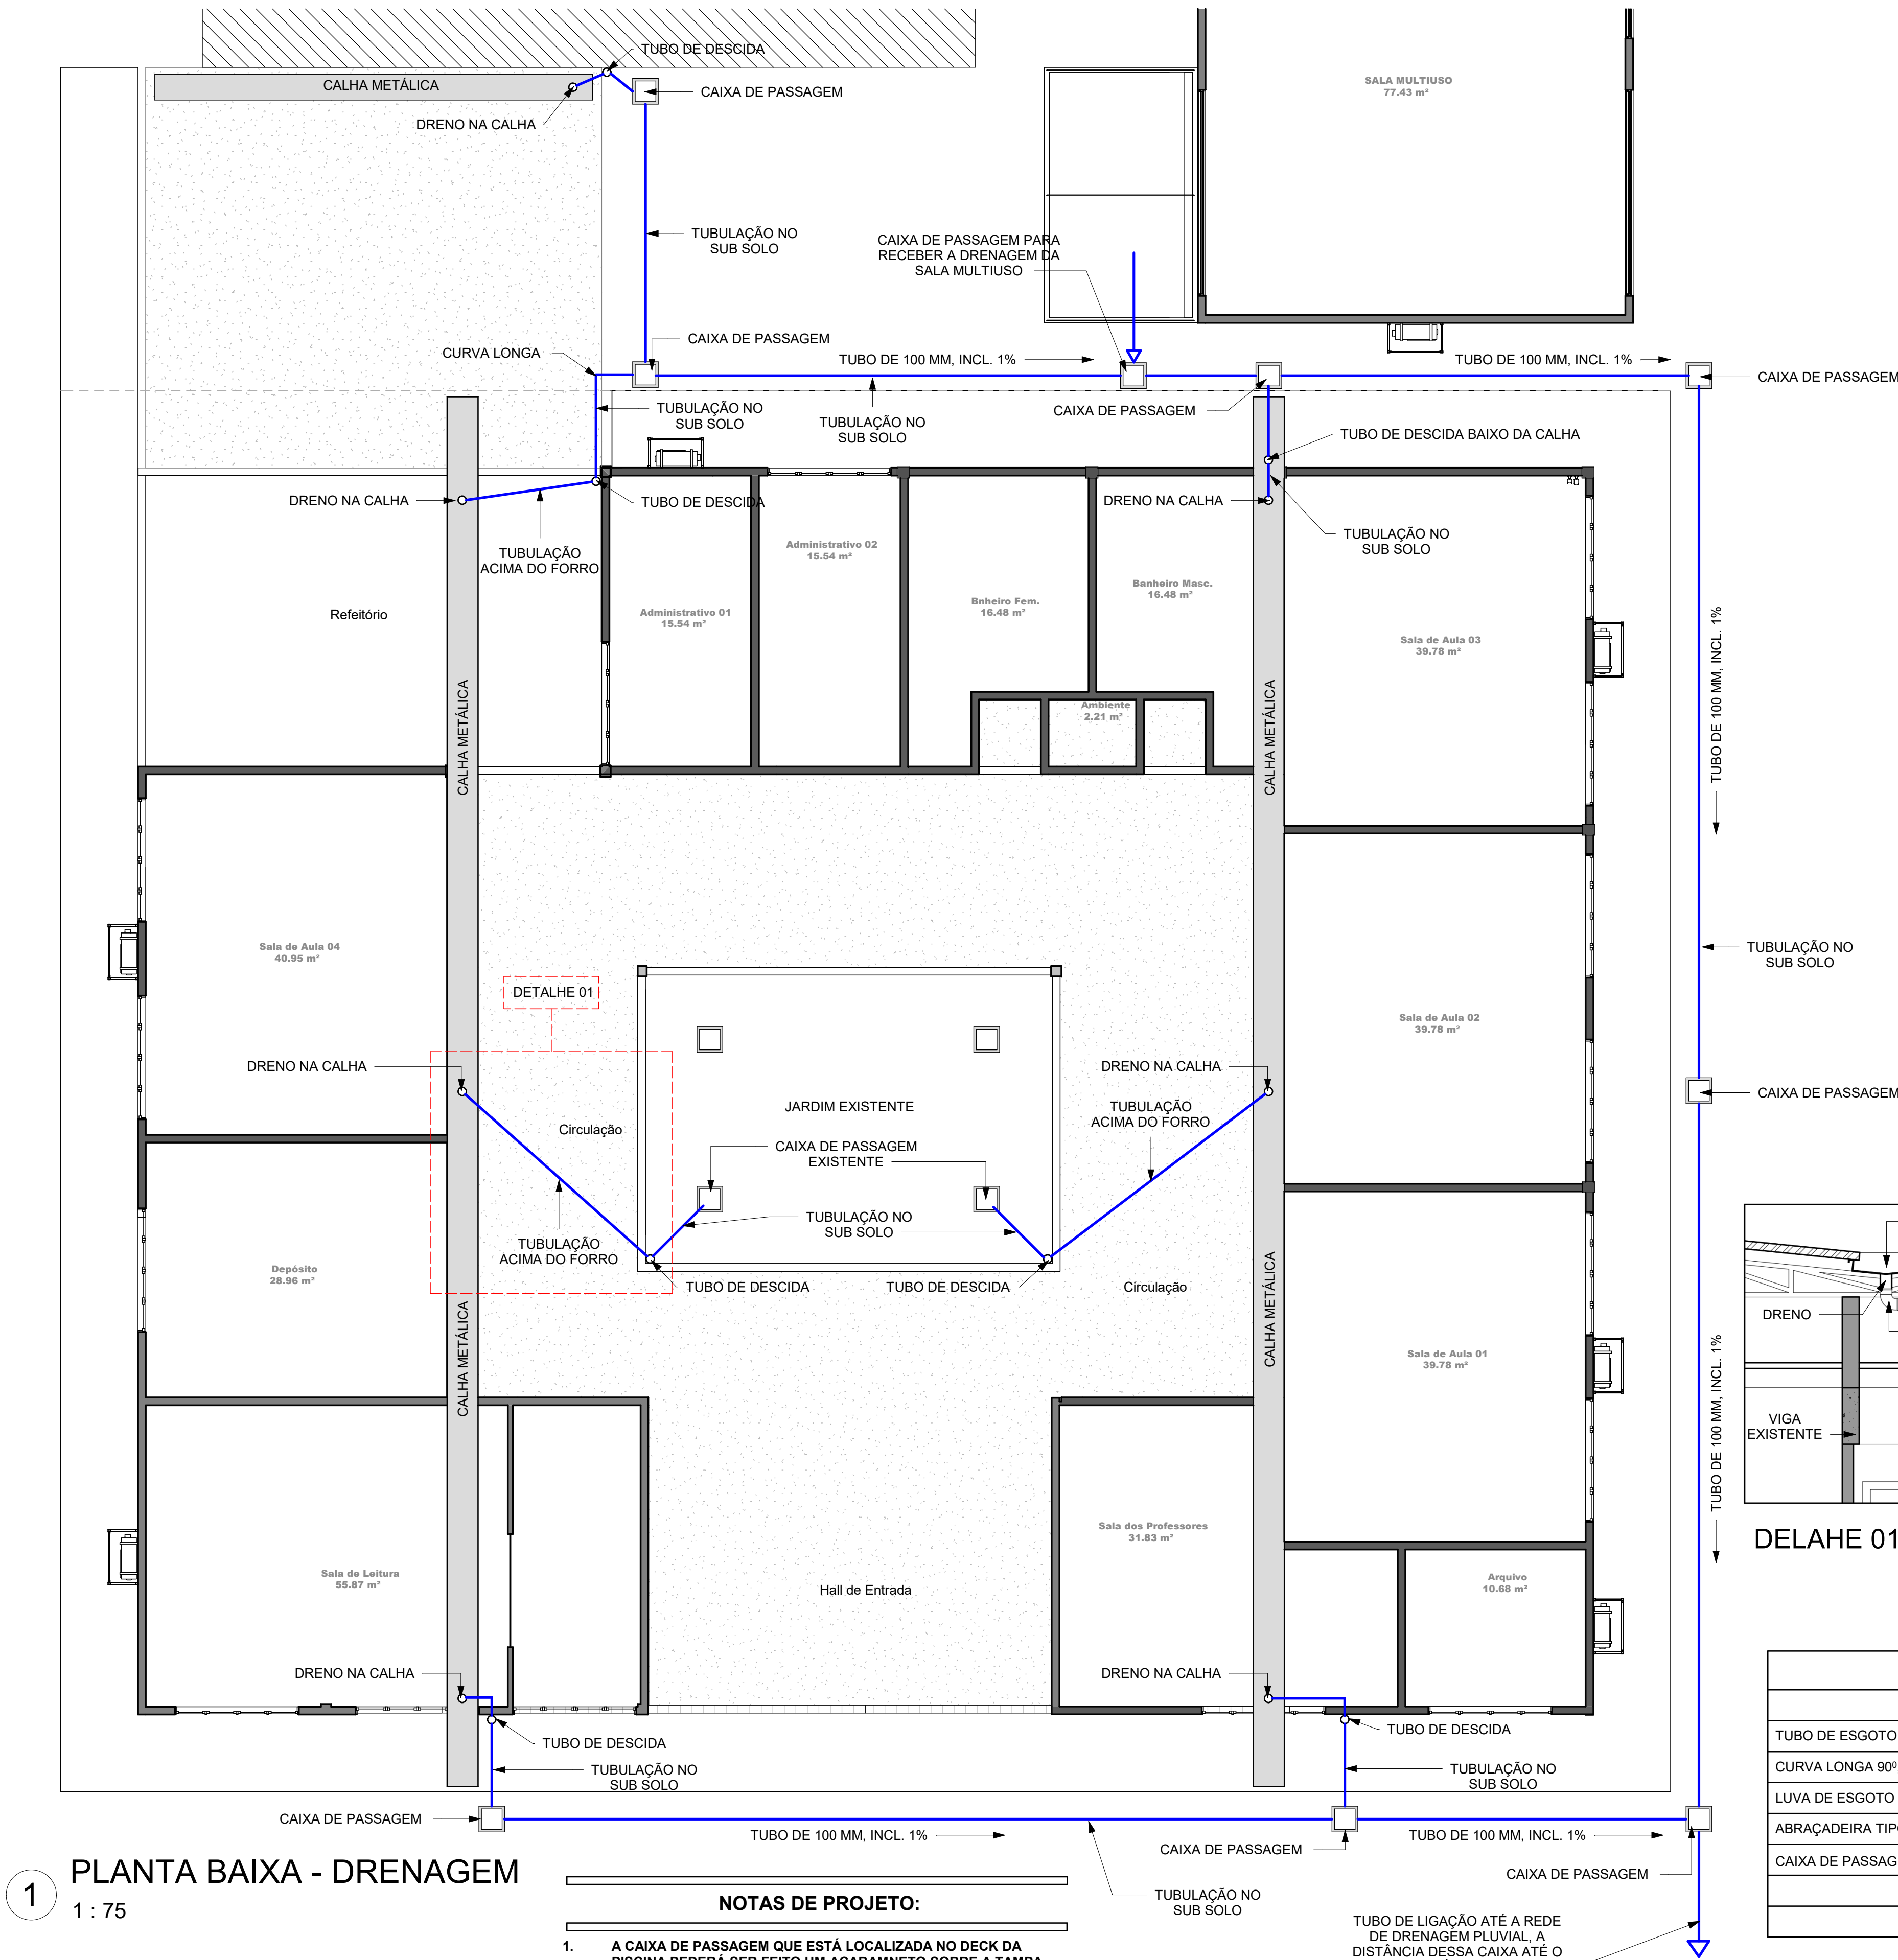 TUBO DE DESCIDA
CALHA METÁLICA
CAIXA DE PASSAGEM
DRENO NA CALHA
SALA MULTIUSO
77.43 m²
TUBULAÇÃO NO
SUB SOLO
CAIXA DE PASSAGEM PARA
RECEBER A DRENAGEM DA
SALA MULTIUSO
CAIXA DE PASSAGEM
CURVA LONGA
TUBO DE 100 MM, INCL. 1%
TUBO DE 100 MM, INCL. 1%
CAIXA DE PASSAGEM
TUBULAÇÃO NO
SUB SOLO
TUBULAÇÃO NO
SUB SOLO
CAIXA DE PASSAGEM
TUBO DE DESCIDA BAIXO DA CALHA
DRENO NA CALHA
TUBO DE DESCIDA
DRENO NA CALHA
TUBULAÇÃO NO
SUB SOLO
TUBULAÇÃO
ACIMA DO FORRO
Administrativo 02
15.54 m²
Refeitório
Administrativo 01
15.54 m²
Bnheiro Fem.
16.48 m²
Banheiro Masc.
16.48 m²
Sala de Aula 03
39.78 m²
TUBO DE 100 MM, INCL. 1%
CALHA METÁLICA
Ambiente
2.21 m²
CALHA METÁLICA
Sala de Aula 04
40.95 m²
TUBULAÇÃO NO
SUB SOLO
DETALHE 01
Sala de Aula 02
39.78 m²
DRENO NA CALHA
DRENO NA CALHA
CAIXA DE PASSAGEM
JARDIM EXISTENTE
TUBULAÇÃO
ACIMA DO FORRO
Circulação
CAIXA DE PASSAGEM
EXISTENTE
TUBULAÇÃO NO
SUB SOLO
TUBULAÇÃO
ACIMA DO FORRO
Depósito
28.96 m²
TUBO DE DESCIDA
TUBO DE DESCIDA
Circulação
CALHA METÁLICA
CALHA METÁLICA
DRENO
Sala de Aula 01
39.78 m²
TUBO DE 100 MM, INCL. 1%
VIGA
EXISTENTE
Sala dos Professores
31.83 m²
DELAHE 01
Sala de Leitura
55.87 m²
Hall de Entrada
Arquivo
10.68 m²
DRENO NA CALHA
DRENO NA CALHA
TUBO DE DESCIDA
TUBO DE DESCIDA
TUBO DE ESGOTO
CURVA LONGA 90º
LUVA DE ESGOTO
ABRAÇADEIRA TIPO
CAIXA DE PASSAG
TUBULAÇÃO NO
SUB SOLO
TUBULAÇÃO NO
SUB SOLO
CAIXA DE PASSAGEM
TUBO DE 100 MM, INCL. 1%
TUBO DE 100 MM, INCL. 1%
CAIXA DE PASSAGEM
CAIXA DE PASSAGEM
1
PLANTA BAIXA - DRENAGEM
1 : 75
NOTAS DE PROJETO:
TUBULAÇÃO NO
SUB SOLO
TUBO DE LIGAÇÃO ATÉ A REDE
DE DRENAGEM PLUVIAL, A
DISTÂNCIA DESSA CAIXA ATÉ O
1. A CAIXA DE PASSAGEM QUE ESTÁ LOCALIZADA NO DECK DA